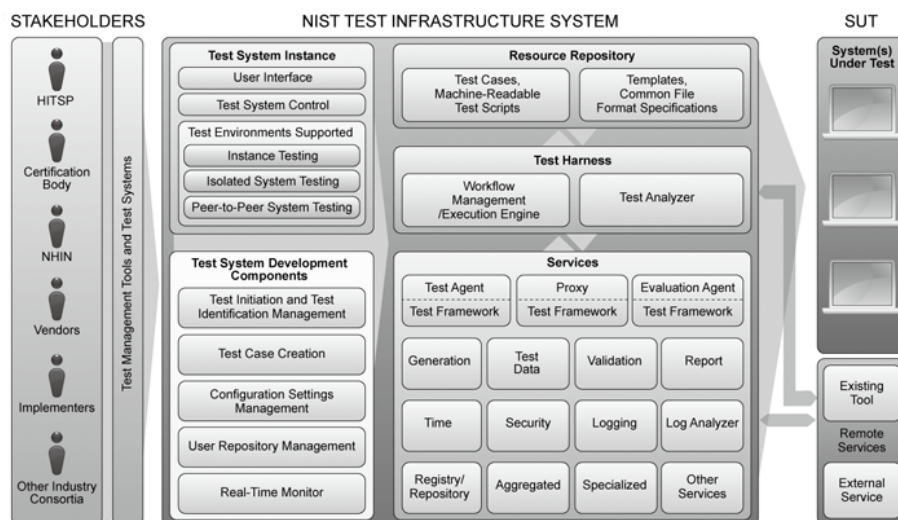 STAKEHOLDERS
NIST TEST INFRASTRUCTURE SYSTEM
SUT
HITSP
Certification
Body
NHIN
Vendors
Implementers
Other Industry
Consortia
Test Management Tools and Test Systems
Test System Instance
User Interface
Test System Control
Test Environments Supported
Instance Testing
Isolated System Testing
Peer-to-Peer System Testing
Test System Development
Components
Test Initiation and Test
Identification Management
Test Case Creation
Configuration Settings
Management
User Repository Management
Real-Time Monitor
Resource Repository
Test Cases,
Machine-Readable
Test Scripts
Templates,
Common File
Format Specifications
Test Harness
Workflow
Management
/Execution Engine
Test Analyzer
Services
Test Agent
Test Framework
Proxy
Test Framework
Evaluation Agent
Test Framework
Generation
Test
Data
Validation
Report
Time
Security
Logging
Log Analyzer
Registry/
Repository
Aggregated
Specialized
Other
Services
System(s)
Under Test
Existing
Tool
Remote
Services
External
Service